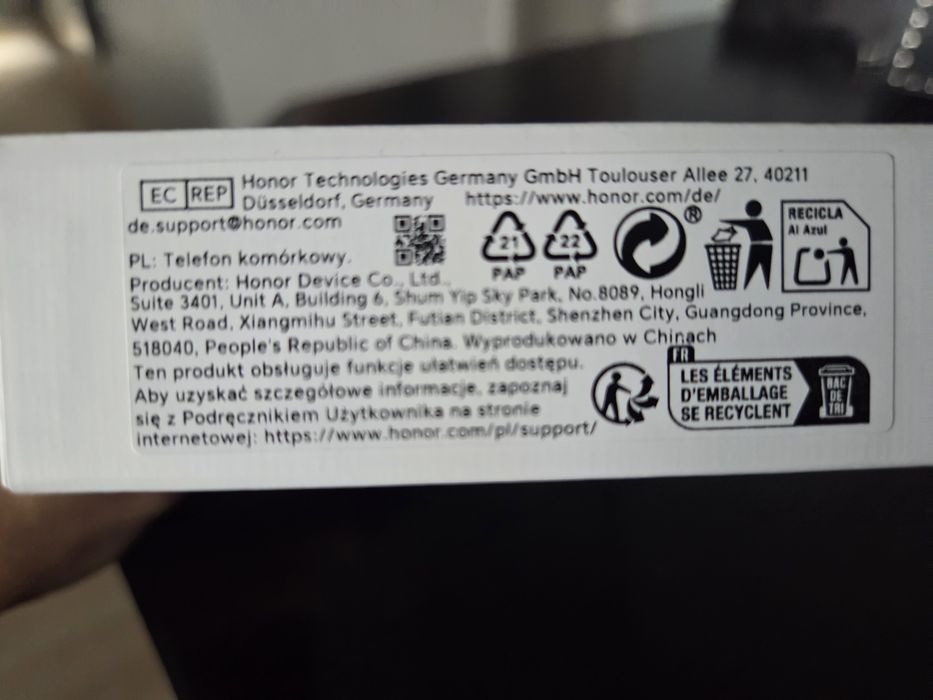 EC REP Honor Technologies Germany GmbH Toulouser Allee 27, 40211
Düsseldorf, Germany https://www.honor.com/de/
de.support@honor.com
PL: Telefon komórkowy.
Producent: Honor Device Co., Ltd.,
Suite 3401, Unit A, Building 6, Shum Yip Sky Park, No.8089, Hongli
West Road, Xiangmihu Street, Futian District, Shenzhen City, Guangdong Province,
518040, People's Republic of China. Wyprodukowano w Chinach
Ten produkt obsługuje funkcje ułatwień dostępu.
Aby uzyskać szczegółowe informacje, zapoznaj
się z Podręcznikiem Użytkownika na stronie
internetowej: https://www.honor.com/pl/support/
21
PAP
22
PAP
®
RECICLA
Al Azul
FR
LES ÉLÉMENTS
D'EMBALLAGE
SE RECYCLENT
BAC
DE
TRI